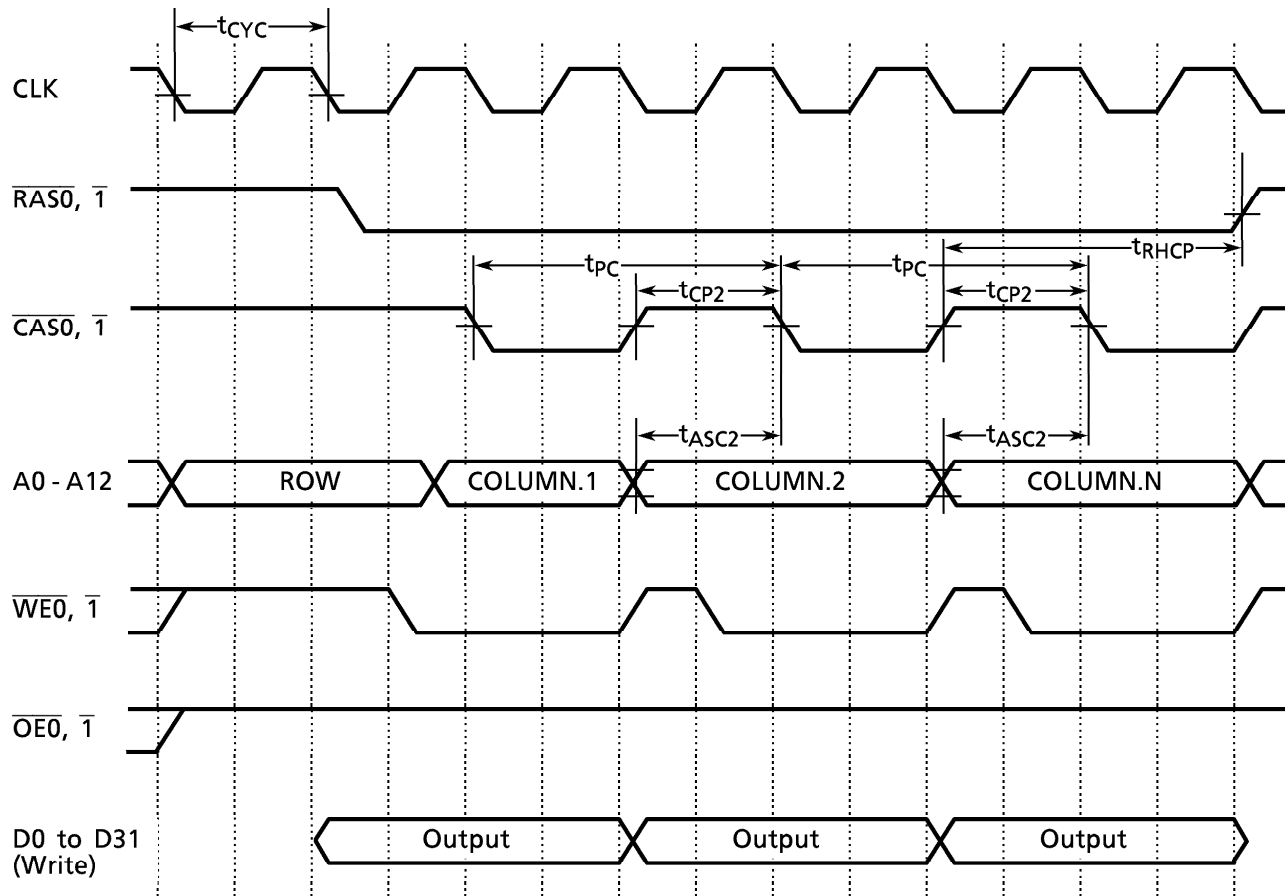 tCYC
CLK
RAS0, 1
tRHCP
tPC tPC
tCP2 tCP2
CAS0, 1
tASC2 tASC2
A0 - A12 ROW COLUMN.1 COLUMN.2 COLUMN.N
WE0, 1
OE0, 1
D0 to D31 Output Output Output
(Write)